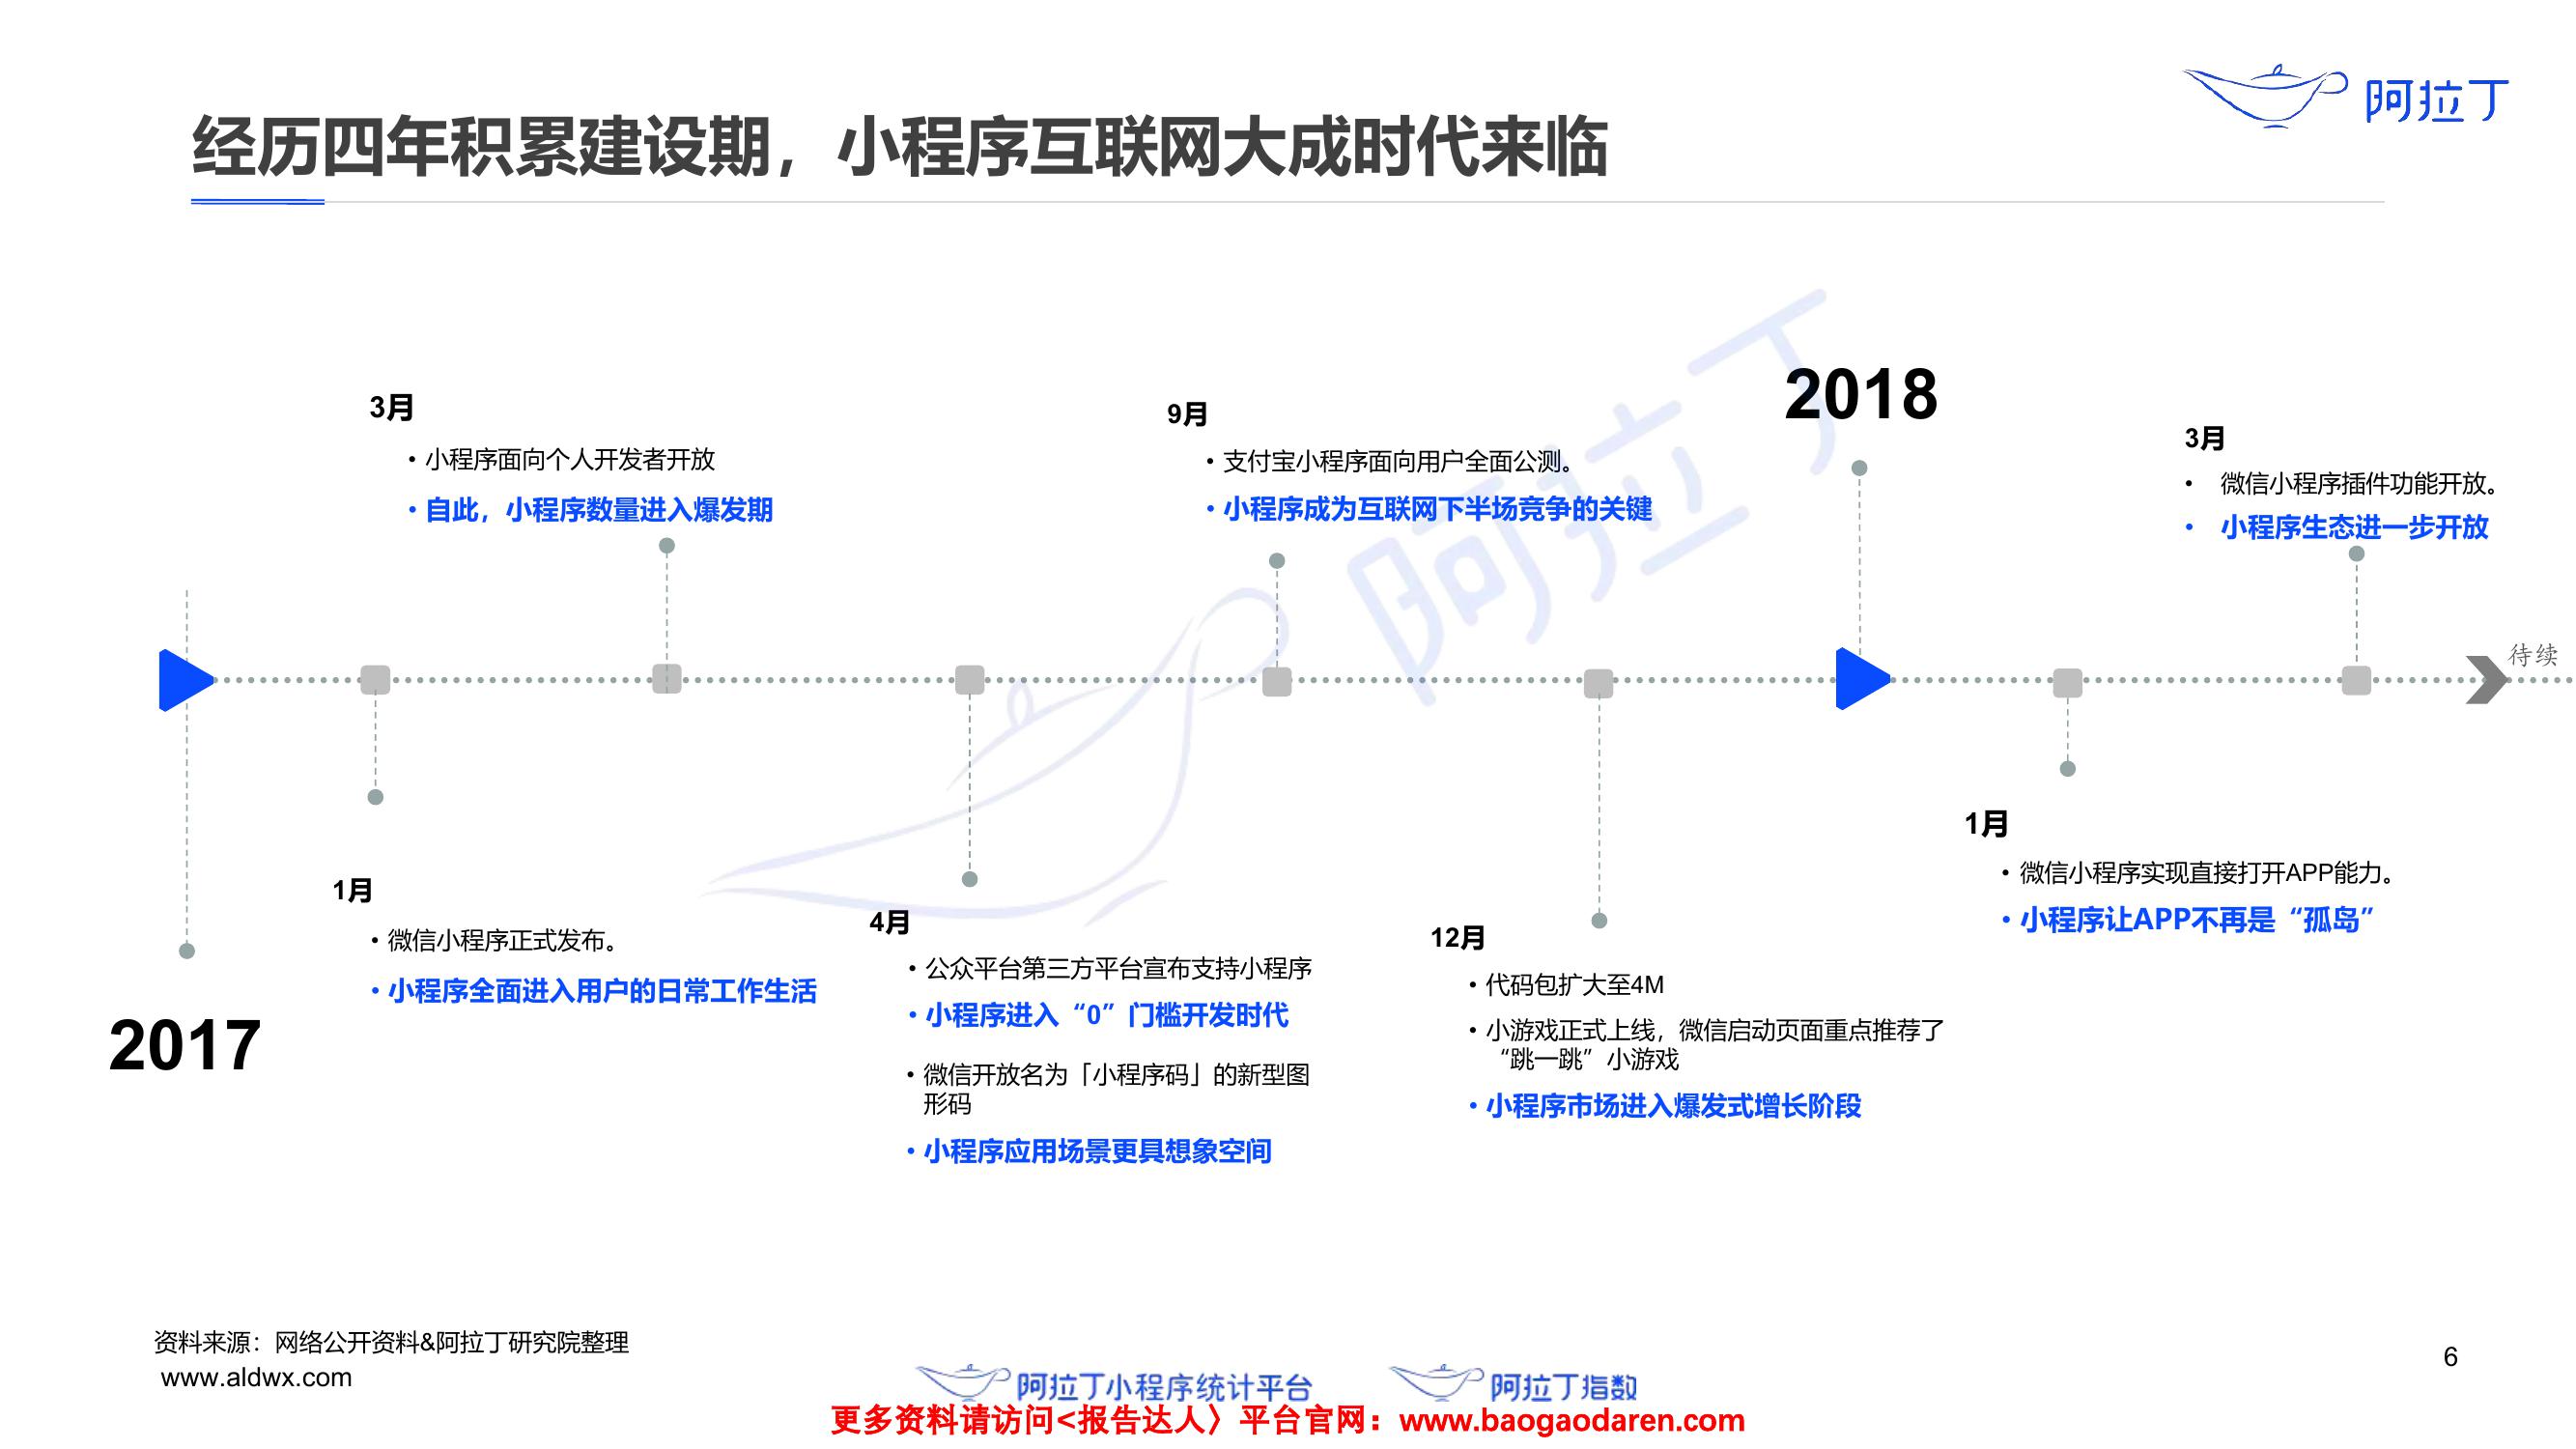 阿拉丁
经历四年积累建设期，小程序互联网大成时代来临
3月
• 小程序面向个人开发者开放
• 自此，小程序数量进入爆发期
9月
• 支付宝小程序面向用户全面公测。
• 小程序成为互联网下半场竞争的关键
2018
3月
• 微信小程序插件功能开放。
• 小程序生态进一步开放
阿拉丁
待续
1月
• 微信小程序正式发布。
• 小程序全面进入用户的日常工作生活
2017
4月
• 公众平台第三方平台宣布支持小程序
• 小程序进入“0”门槛开发时代
• 微信开放名为「小程序码」的新型图
形码
• 小程序应用场景更具想象空间
12月
• 代码包扩大至4M
• 小游戏正式上线，微信启动页面重点推荐了
“跳一跳”小游戏
• 小程序市场进入爆发式增长阶段
1月
• 微信小程序实现直接打开APP能力。
• 小程序让APP不再是“孤岛”
资料来源：网络公开资料&阿拉丁研究院整理
www.aldwx.com
阿拉丁小程序统计平台
阿拉丁指数
6
更多资料请访问<报告达人〉平台官网：www.baogaodaren.com